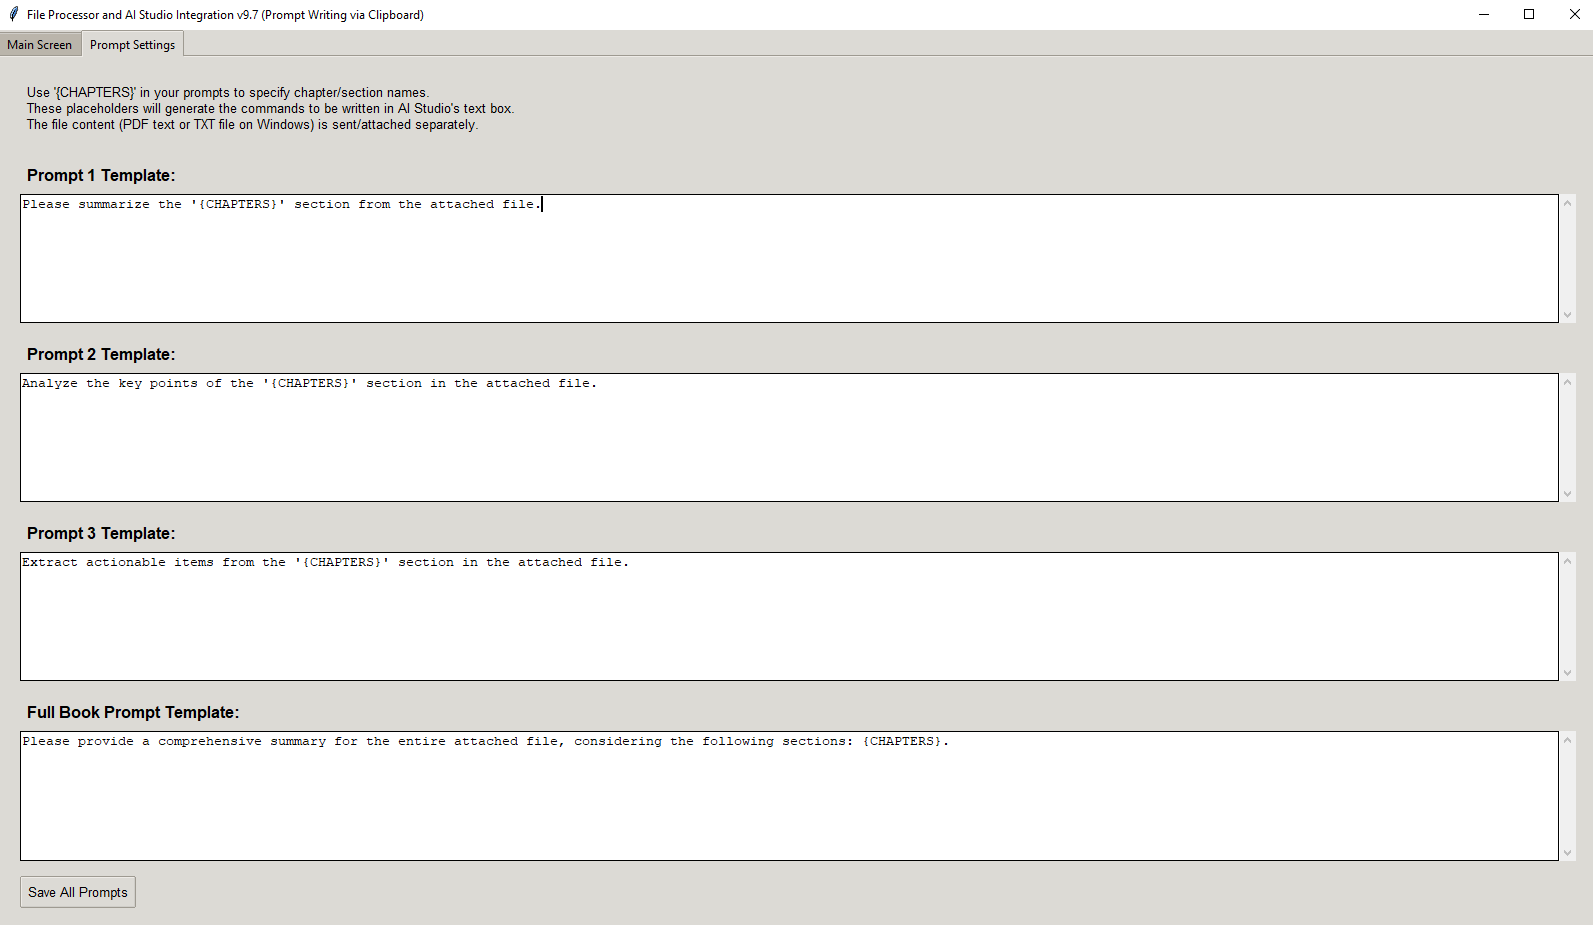 File Processor and AI Studio Integration v9.7 (Prompt Writing via Clipboard)
Main Screen
Prompt Settings
Use '{CHAPTERS}' in your prompts to specify chapter/section names.
These placeholders will generate the commands to be written in AI Studio's text box.
The file content (PDF text or TXT file on Windows) is sent/attached separately.
Prompt 1 Template:
Please summarize the '{CHAPTERS}' section from the attached file.
Prompt 2 Template:
Analyze the key points of the '{CHAPTERS}' section in the attached file.
Prompt 3 Template:
Extract actionable items from the '{CHAPTERS}' section in the attached file.
Full Book Prompt Template:
Please provide a comprehensive summary for the entire attached file, considering the following sections: {CHAPTERS}.
Save All Prompts